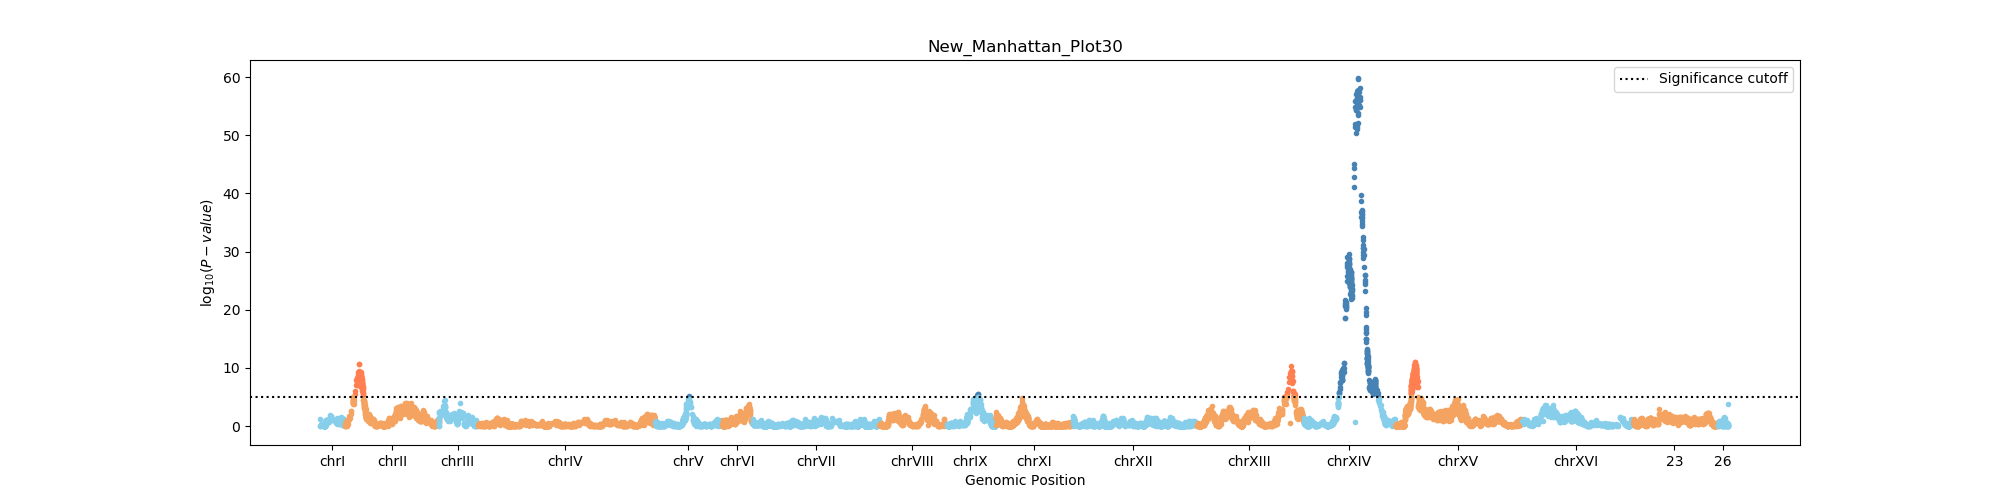 New_Manhattan_Plot30
Significance cutoff
60
50
40
30
20
10
0
log₁₀(P − value)
chrI chrII chrIII chrIV chrV chrVI chrVII chrVIII chrIX chrXI chrXII chrXIII chrXIV chrXV chrXVI 23 26
Genomic Position